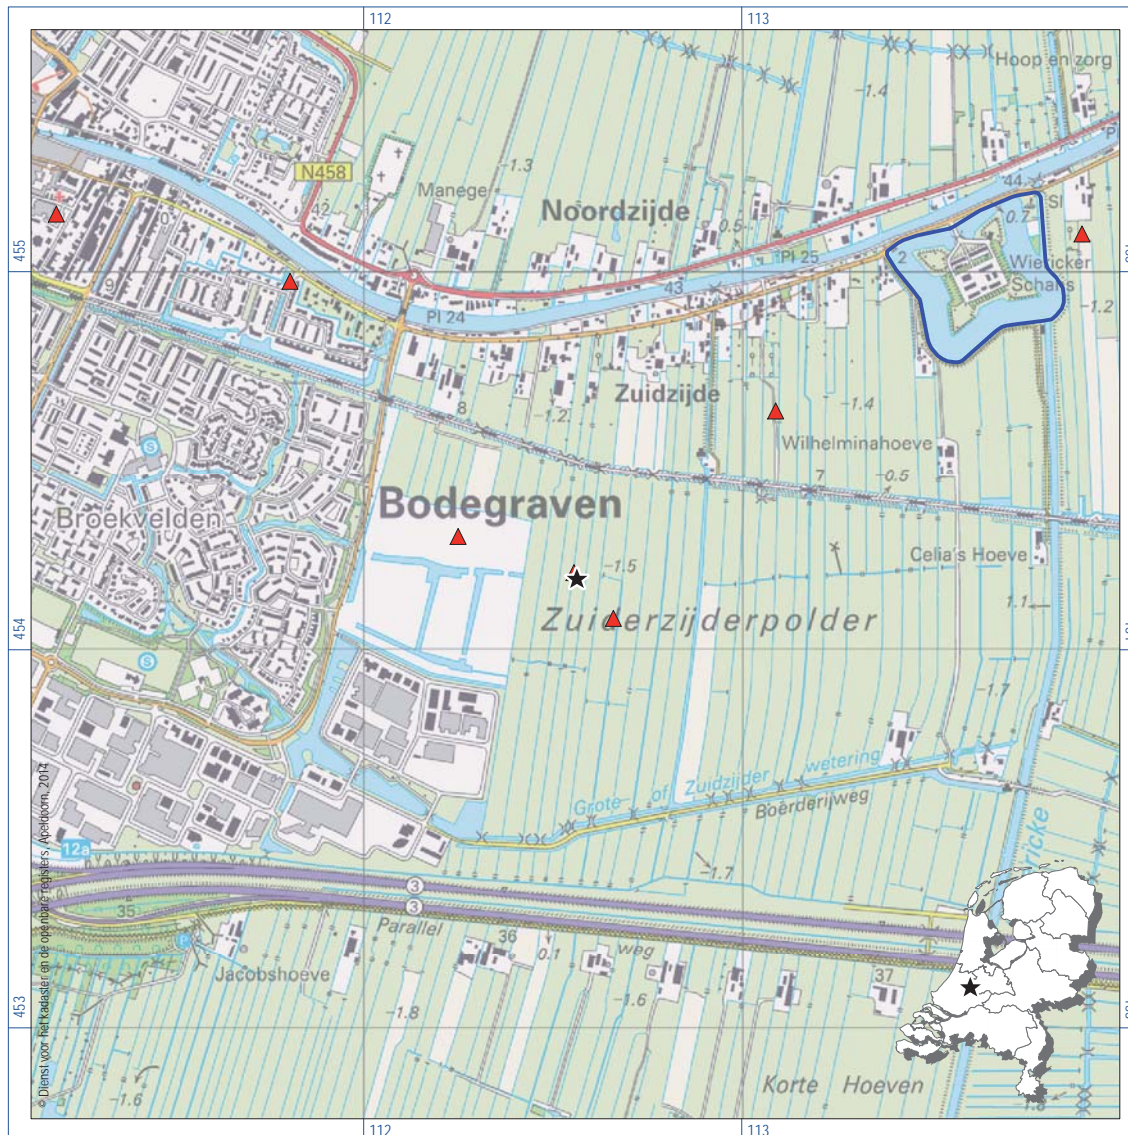 112
113
Hoop en zorg
-1.4
-1.3
N458
Manege
42
Noordzijde
44
SI
0.7
0.5
455
0
PI 25
2
Wiericker
Schans
9
43
PI 24
-1.2
8
-1.2
Zuidzijde
-1.4
S
Wilhelminahoeve
7
-0.5
Bodegraven
Broekvelden
Celia's Hoeve
-1.5
1.1
Zuiderzijderpolder
454
S
-1.7
Grote of Zuidzijder wetering
Boerderijweg
12a
-1.7
ricke
3
3
35
Parallel
weg
36
0.1
P
Jacobshoeve
37
-1.6
453
-1.8
Korte Hoeven
-1.6
© Dienst voor het kadaster en de openbare registers, Apeldoorn, 2014
112
113